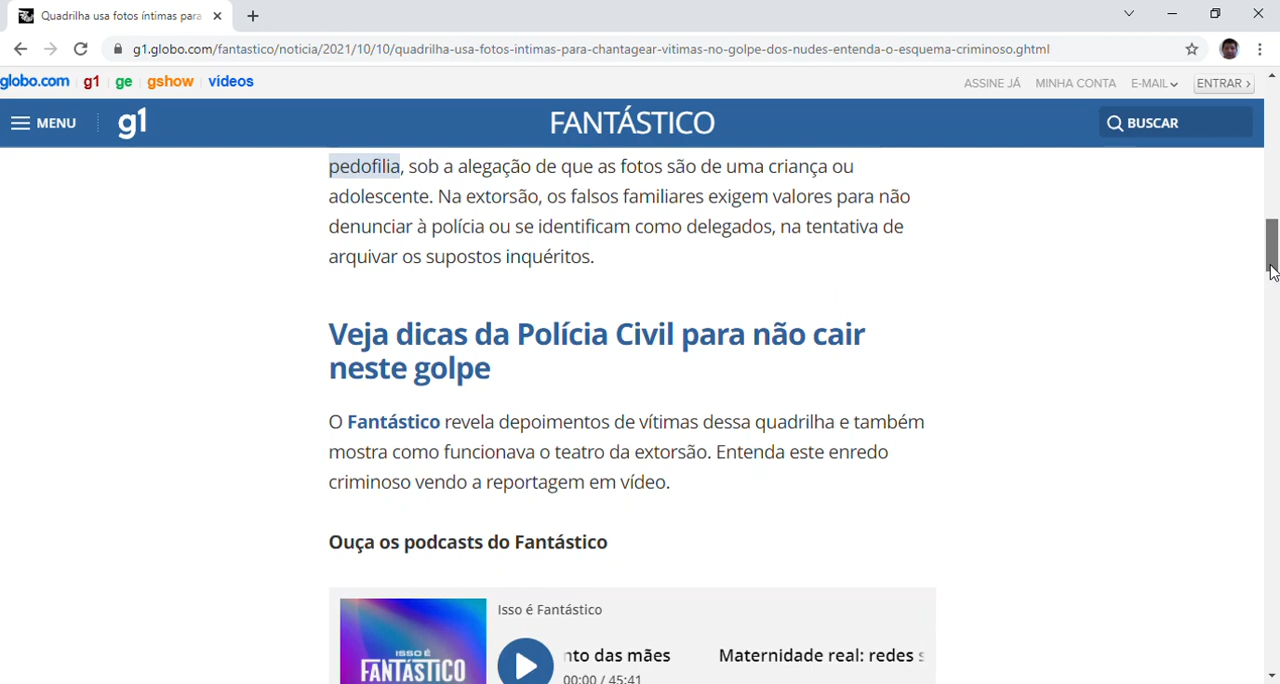 Quadrilha usa fotos íntimas para
g1.globo.com/fantastico/noticia/2021/10/10/quadrilha-usa-fotos-intimas-para-chantagear-vitimas-no-golpe-dos-nudes-entenda-o-esquema-criminoso.ghtml
globo.com g1 ge gshow videos ASSINE JÁ MINHA CONTA E-MAIL ENTRAR
MENU g1 FANTÁSTICO BUSCAR
pedofilia, sob a alegação de que as fotos são de uma criança ou
adolescente. Na extorsão, os falsos familiares exigem valores para não
denunciar à polícia ou se identificam como delegados, na tentativa de
arquivar os supostos inquéritos.
Veja dicas da Polícia Civil para não cair
neste golpe
O Fantástico revela depoimentos de vítimas dessa quadrilha e também
mostra como funcionava o teatro da extorsão. Entenda este enredo
criminoso vendo a reportagem em vídeo.
Ouça os podcasts do Fantástico
Isso é Fantástico
ISSO É
FANTÁSTICO
nto das mães Maternidade real: redes s
00:00 / 45:41